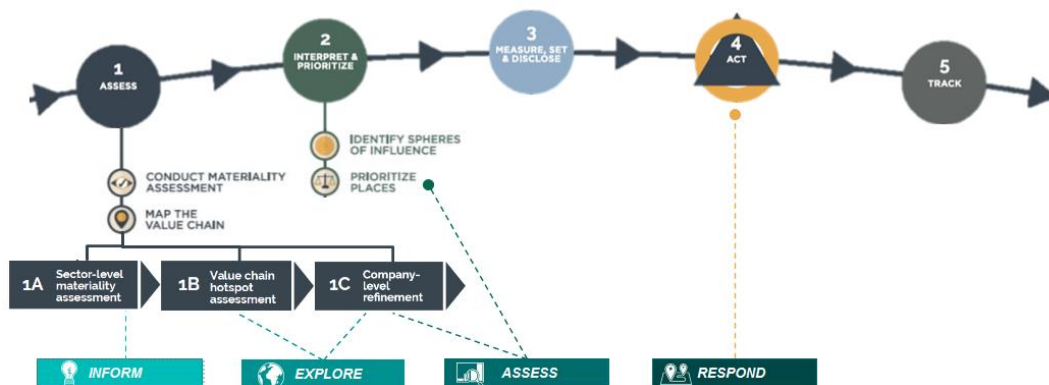 1
ASSESS
2
INTERPRET &
PRIORITIZE
3
MEASURE, SET
& DISCLOSE
4
ACT
5
TRACK
IDENTIFY SPHERES
OF INFLUENCE
PRIORITIZE
PLACES
CONDUCT MATERIALITY
ASSESSMENT
MAP THE
VALUE CHAIN
1A
Sector-level
materiality
assessment
1B
Value chain
hotspot
assessment
1C
Company-
level
refinement
INFORM
EXPLORE
ASSESS
RESPOND